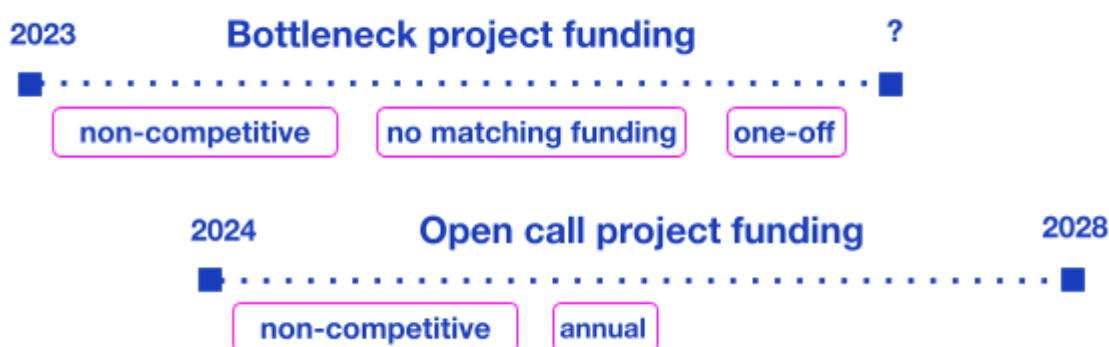 2023 Bottleneck project funding ?
non-competitive no matching funding one-off
2024 Open call project funding 2028
non-competitive annual